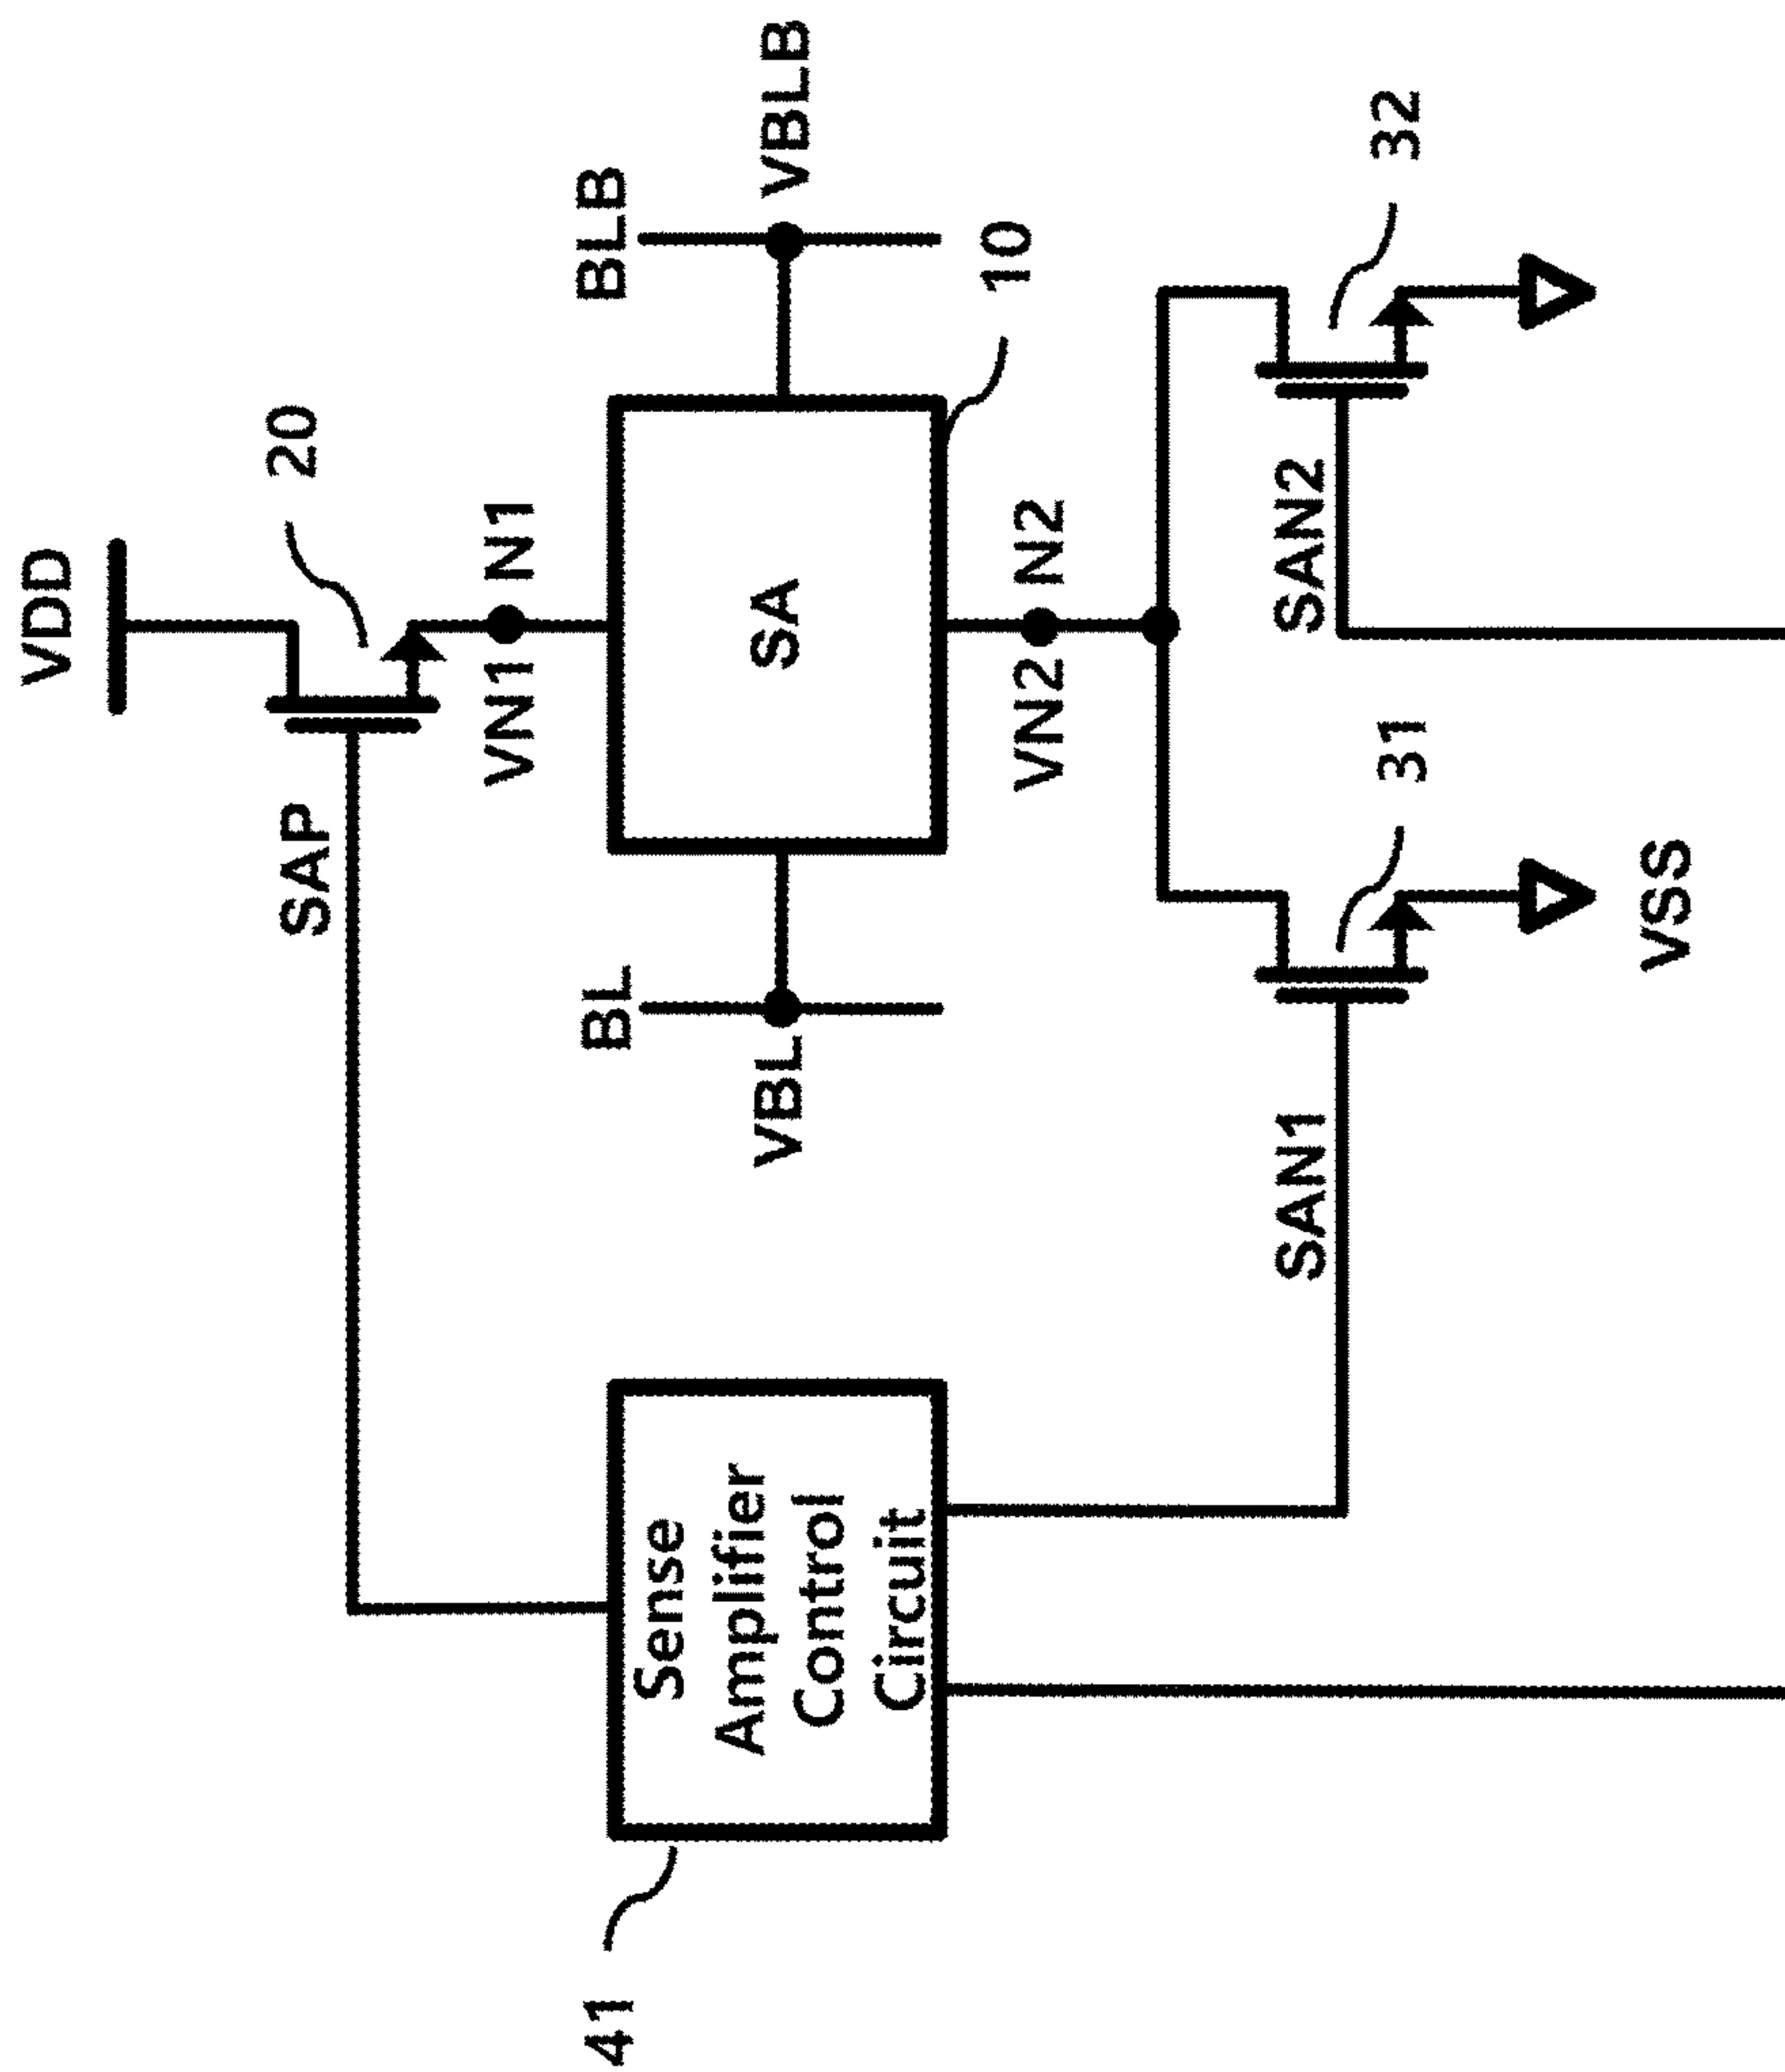 VDD
20
SAP
VN1
N1
BLB
VBLB
BL
VBL
SA
10
41
Sense
Amplifier
Control
Circuit
VN2
N2
SAN1
31
SAN2
32
VSS